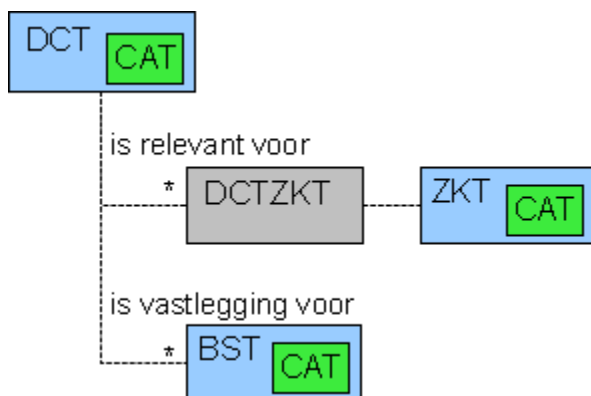 DCT
CAT
is relevant voor
* DCTZKT ZKT
CAT
is vastlegging voor
* BST
CAT